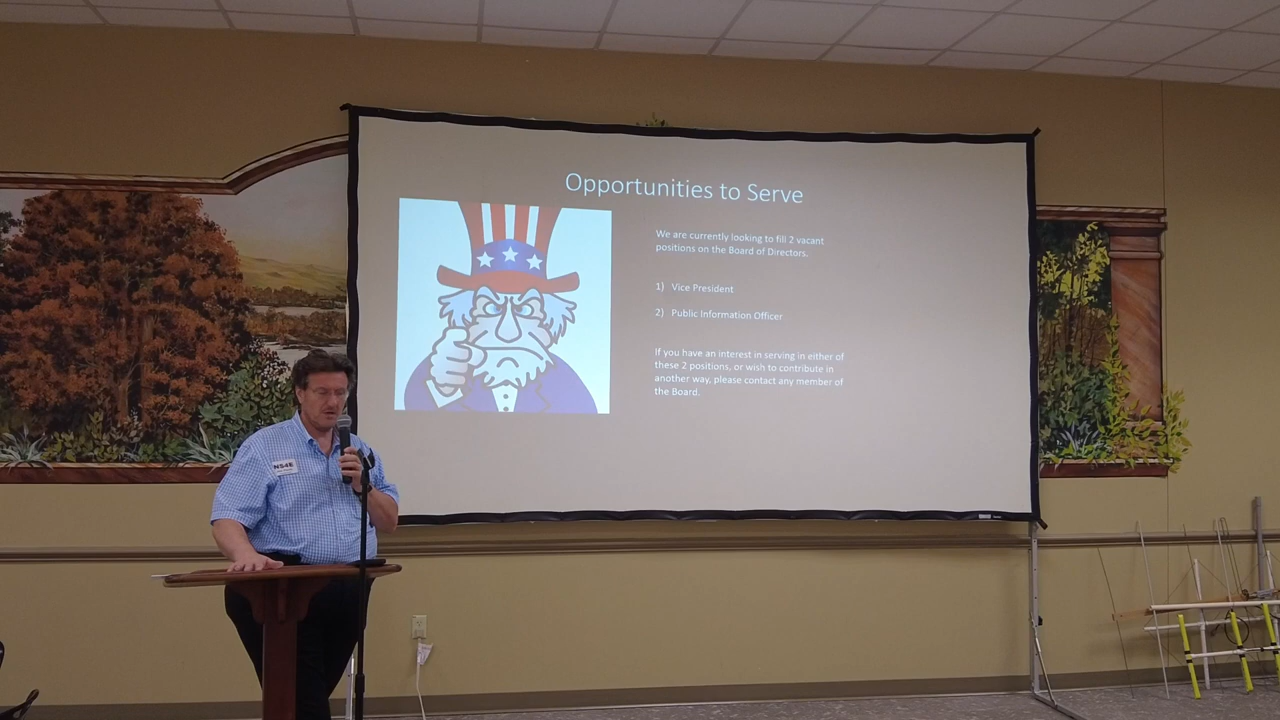 Opportunities to Serve
We are currently looking to fill 2 vacant
positions on the Board of Directors.
1) Vice President
2) Public Information Officer
If you have an interest in serving in either of
these 2 positions, or wish to contribute in
another way, please contact any member of
the Board.